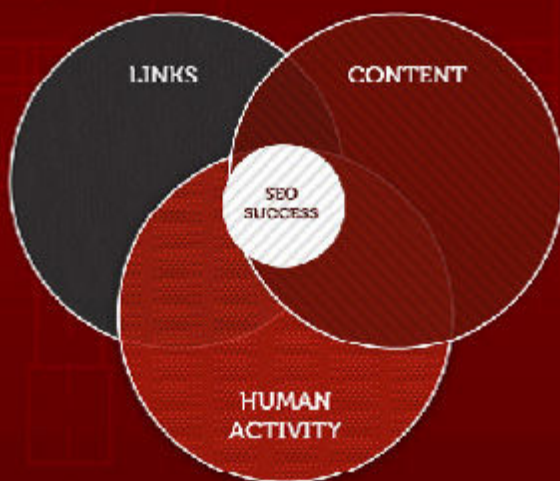 LINKS
CONTENT
SEO
SUCCESS
HUMAN
ACTIVITY